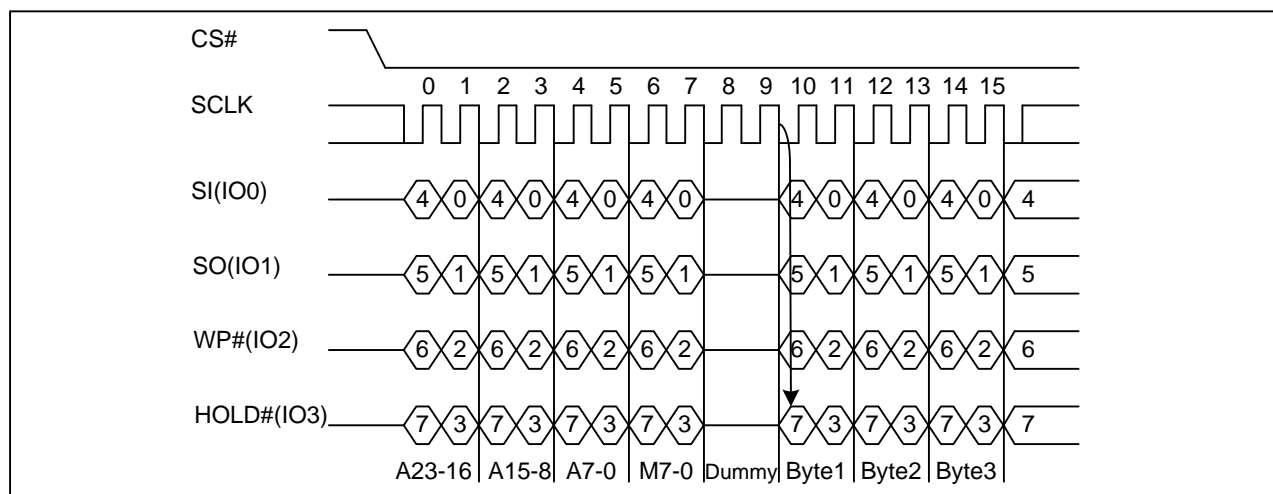 CS#
0 1 2 3 4 5 6 7 8 9 10 11 12 13 14 15
SCLK
SI(IO0) 4 0 4 0 4 0 4 0 4 0 4 0 4 0 4
SO(IO1) 5 1 5 1 5 1 5 1 5 1 5 1 5 1 5
WP#(IO2) 6 2 6 2 6 2 6 2 6 2 6 2 6 2 6
HOLD#(IO3) 7 3 7 3 7 3 7 3 7 3 7 3 7 3 7
A23-16 A15-8 A7-0 M7-0 Dummy Byte1 Byte2 Byte3